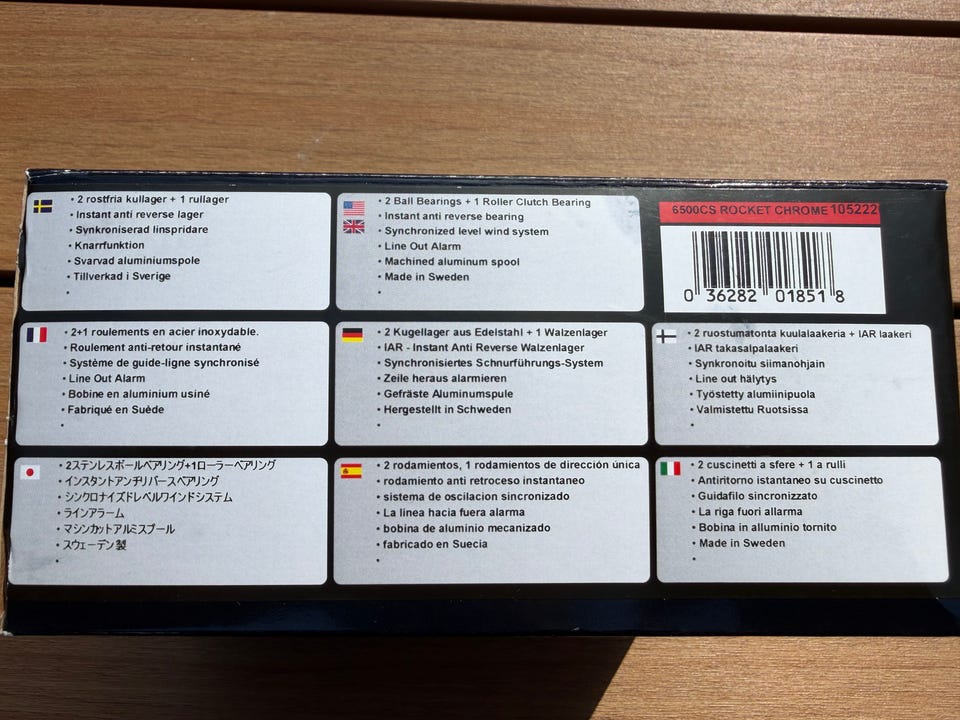 • 2 rostfria kullager + 1 rullager
• Instant anti reverse lager
• Synkroniserad linspridare
• Knarrfunktion
• Svarvad aluminiumspole
• Tillverkad i Sverige
•
• 2 Ball Bearings + 1 Roller Clutch Bearing
• Instant anti reverse bearing
• Synchronized level wind system
• Line Out Alarm
• Machined aluminum spool
• Made in Sweden
•
6500CS ROCKET CHROME 105222
0 36282 01851 8
• 2+1 roulements en acier inoxydable.
• Roulement anti-retour instantané
• Système de guide-ligne synchronisé
• Line Out Alarm
• Bobine en aluminium usiné
• Fabriqué en Suède
•
• 2 Kugellager aus Edelstahl + 1 Walzenlager
• IAR - Instant Anti Reverse Walzenlager
• Synchronisiertes Schnurführungs-System
• Zeile heraus alarmieren
• Gefräste Aluminumspule
• Hergestellt in Schweden
•
• 2 ruostumatonta kuulalaakeria + IAR laakeri
• IAR takasalpalaakeri
• Synkronoitu siimanohjain
• Line out hälytys
• Työstetty alumiinipuola
• Valmistettu Ruotsissa
•
• 2ステンレスボールベアリング+1ローラーベアリング
• インスタントアンチリバースベアリング
• シンクロナイズドレベルワインドシステム
• ラインアラーム
• マシンカットアルミスプール
• スウェーデン製
•
• 2 rodamientos, 1 rodamientos de dirección única
• rodamiento anti retroceso instantaneo
• sistema de oscilacion sincronizado
• La linea hacia fuera alarma
• bobina de aluminio mecanizado
• fabricado en Suecia
•
• 2 cuscinetti a sfere + 1 a rulli
• Antiritorno istantaneo su cuscinetto
• Guidafilo sincronizzato
• La riga fuori allarma
• Bobina in alluminio tornito
• Made in Sweden
•